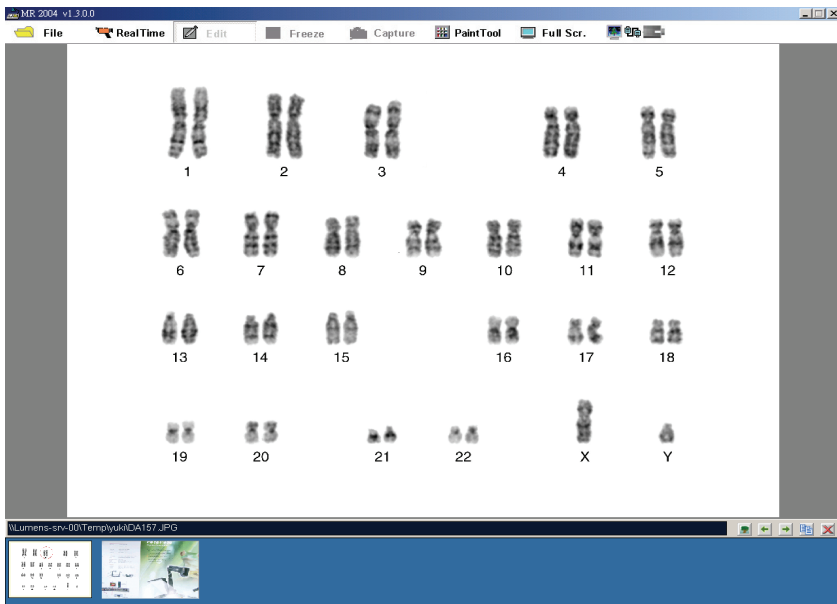 MR 2004 v1.3.0.0
File RealTime Edit Freeze Capture PaintTool Full Scr.
1 2 3 4 5
6 7 8 9 10 11 12
13 14 15 16 17 18
19 20 21 22 X Y
\\Lumens-srv-00\Temp\yuki\DA157.JPG